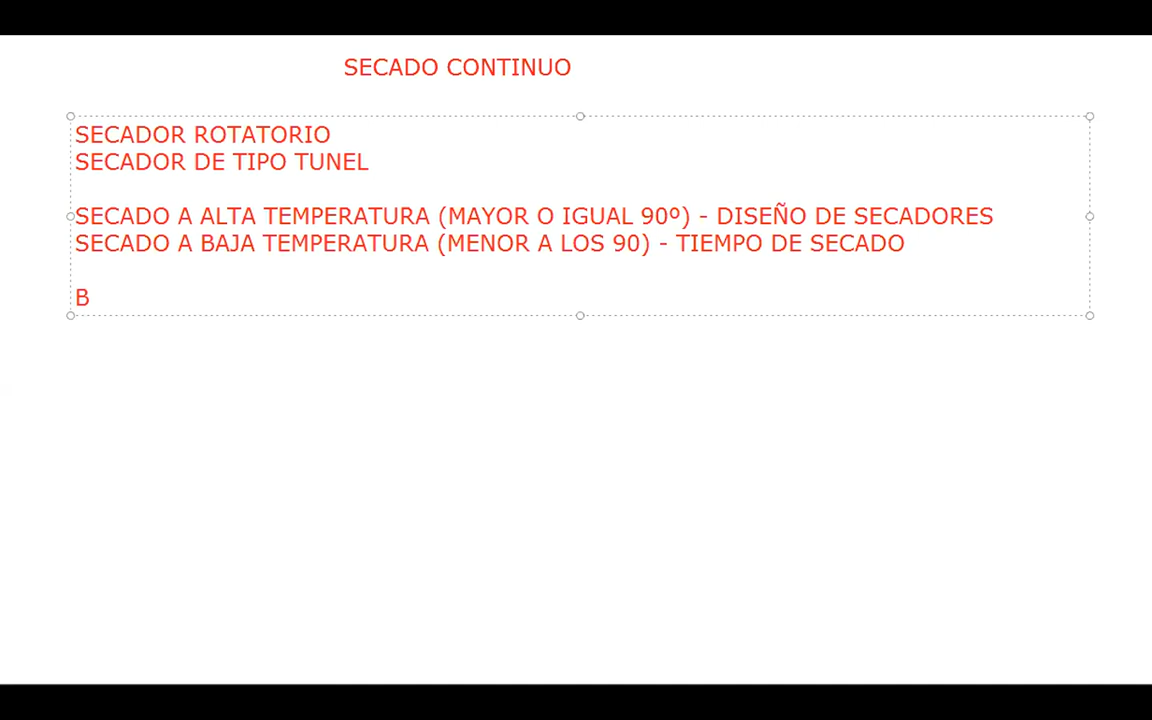 SECADO CONTINUO
SECADOR ROTATORIO
SECADOR DE TIPO TUNEL
SECADO A ALTA TEMPERATURA (MAYOR O IGUAL 90º) - DISEÑO DE SECADORES
SECADO A BAJA TEMPERATURA (MENOR A LOS 90) - TIEMPO DE SECADO
B